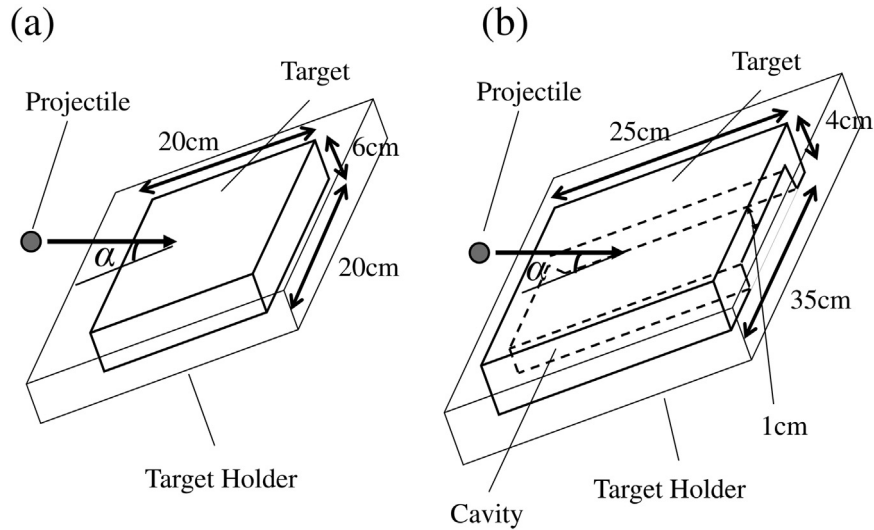 (a)
Target
Projectile
20cm
6cm
α
20cm
Target Holder
(b)
Target
Projectile
25cm
4cm
α
35cm
1cm
Target Holder
Cavity